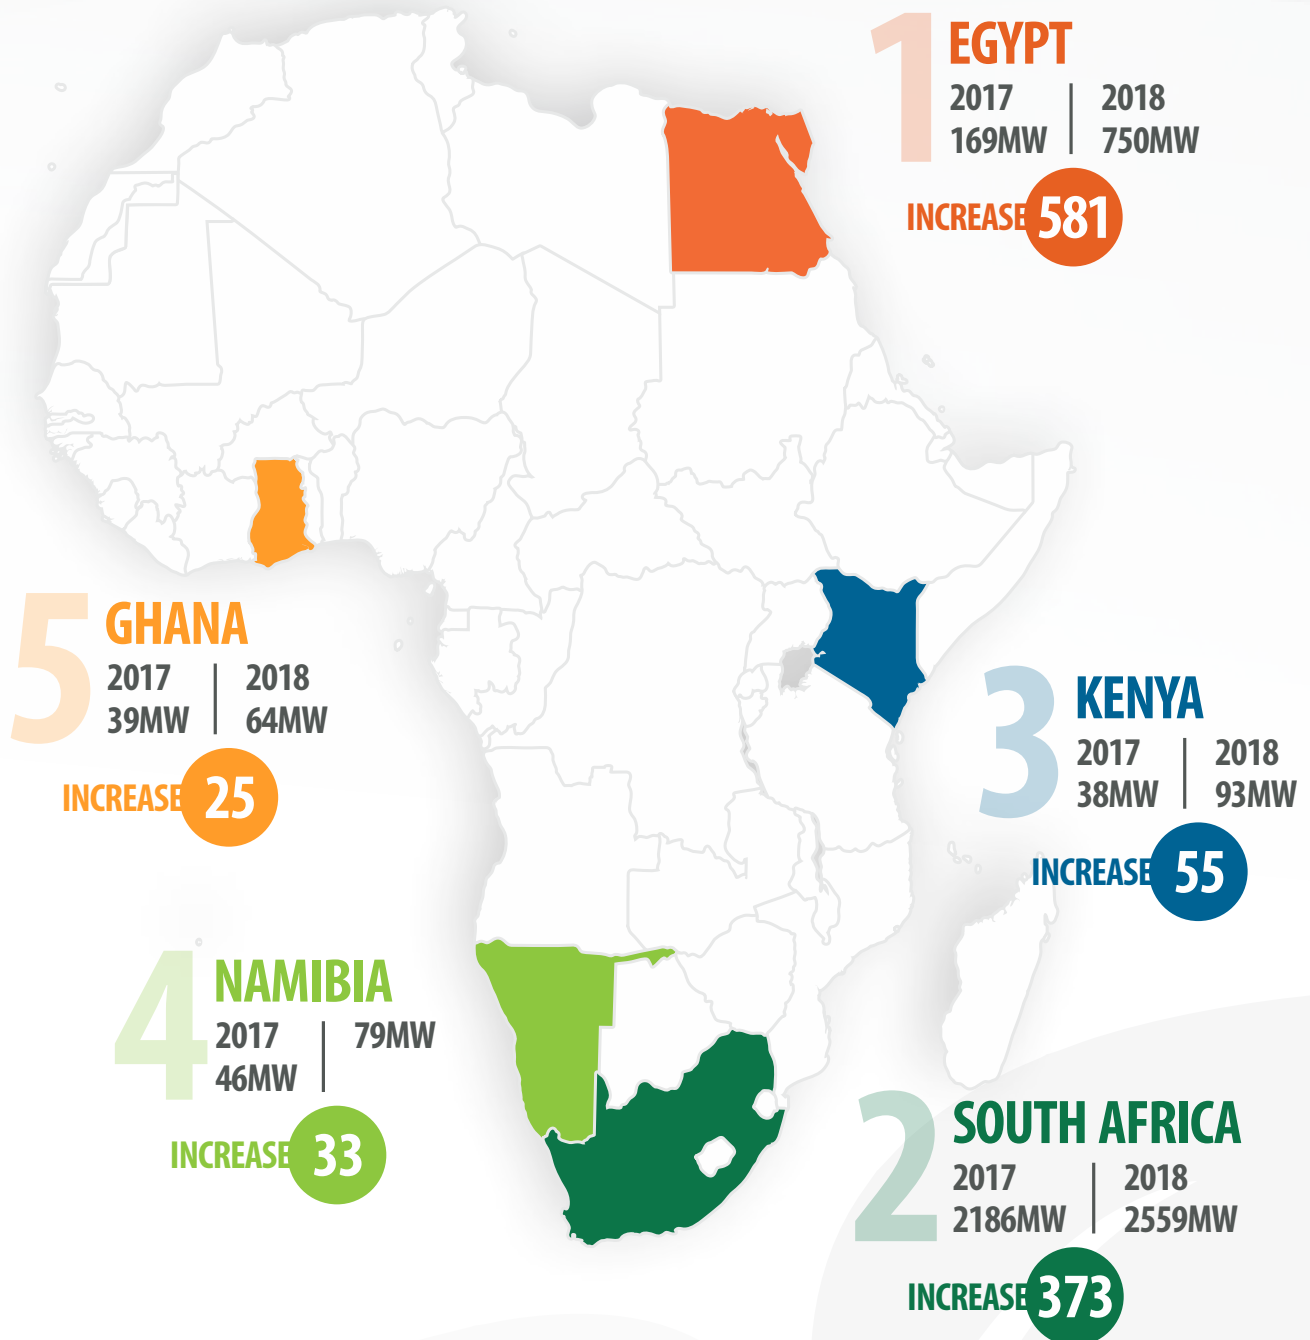 1
EGYPT
2017 | 2018
169MW | 750MW
INCREASE 581
5
GHANA
2017 | 2018
39MW | 64MW
INCREASE 25
3
KENYA
2017 | 2018
38MW | 93MW
INCREASE 55
4
NAMIBIA
2017 | 79MW
46MW
INCREASE 33
2
SOUTH AFRICA
2017 | 2018
2186MW | 2559MW
INCREASE 373